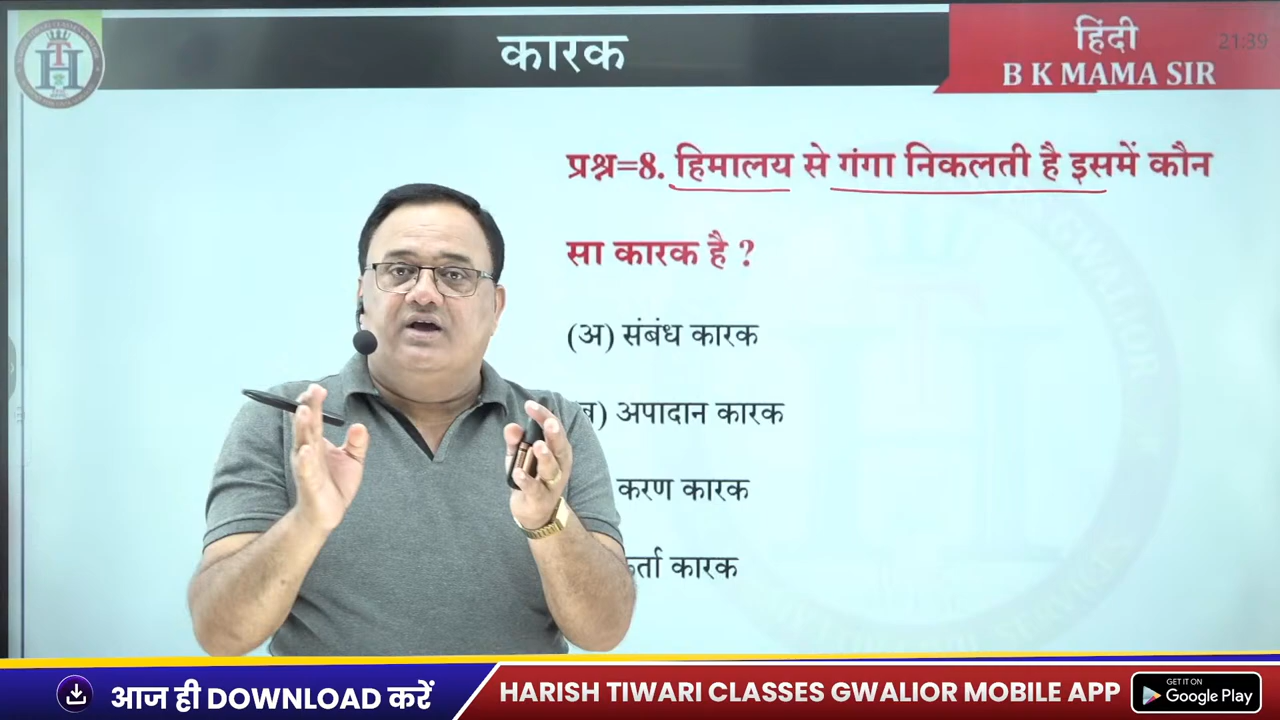 कारक
हिंदी
21:39
B K MAMA SIR
प्रश्न=8. हिमालय से गंगा निकलती है इसमें कौन
सा कारक है ?
(अ) संबंध कारक
ब) अपादान कारक
करण कारक
कर्ता कारक
आज ही DOWNLOAD करें
HARISH TIWARI CLASSES GWALIOR MOBILE APP
GET IT ON
Google Play